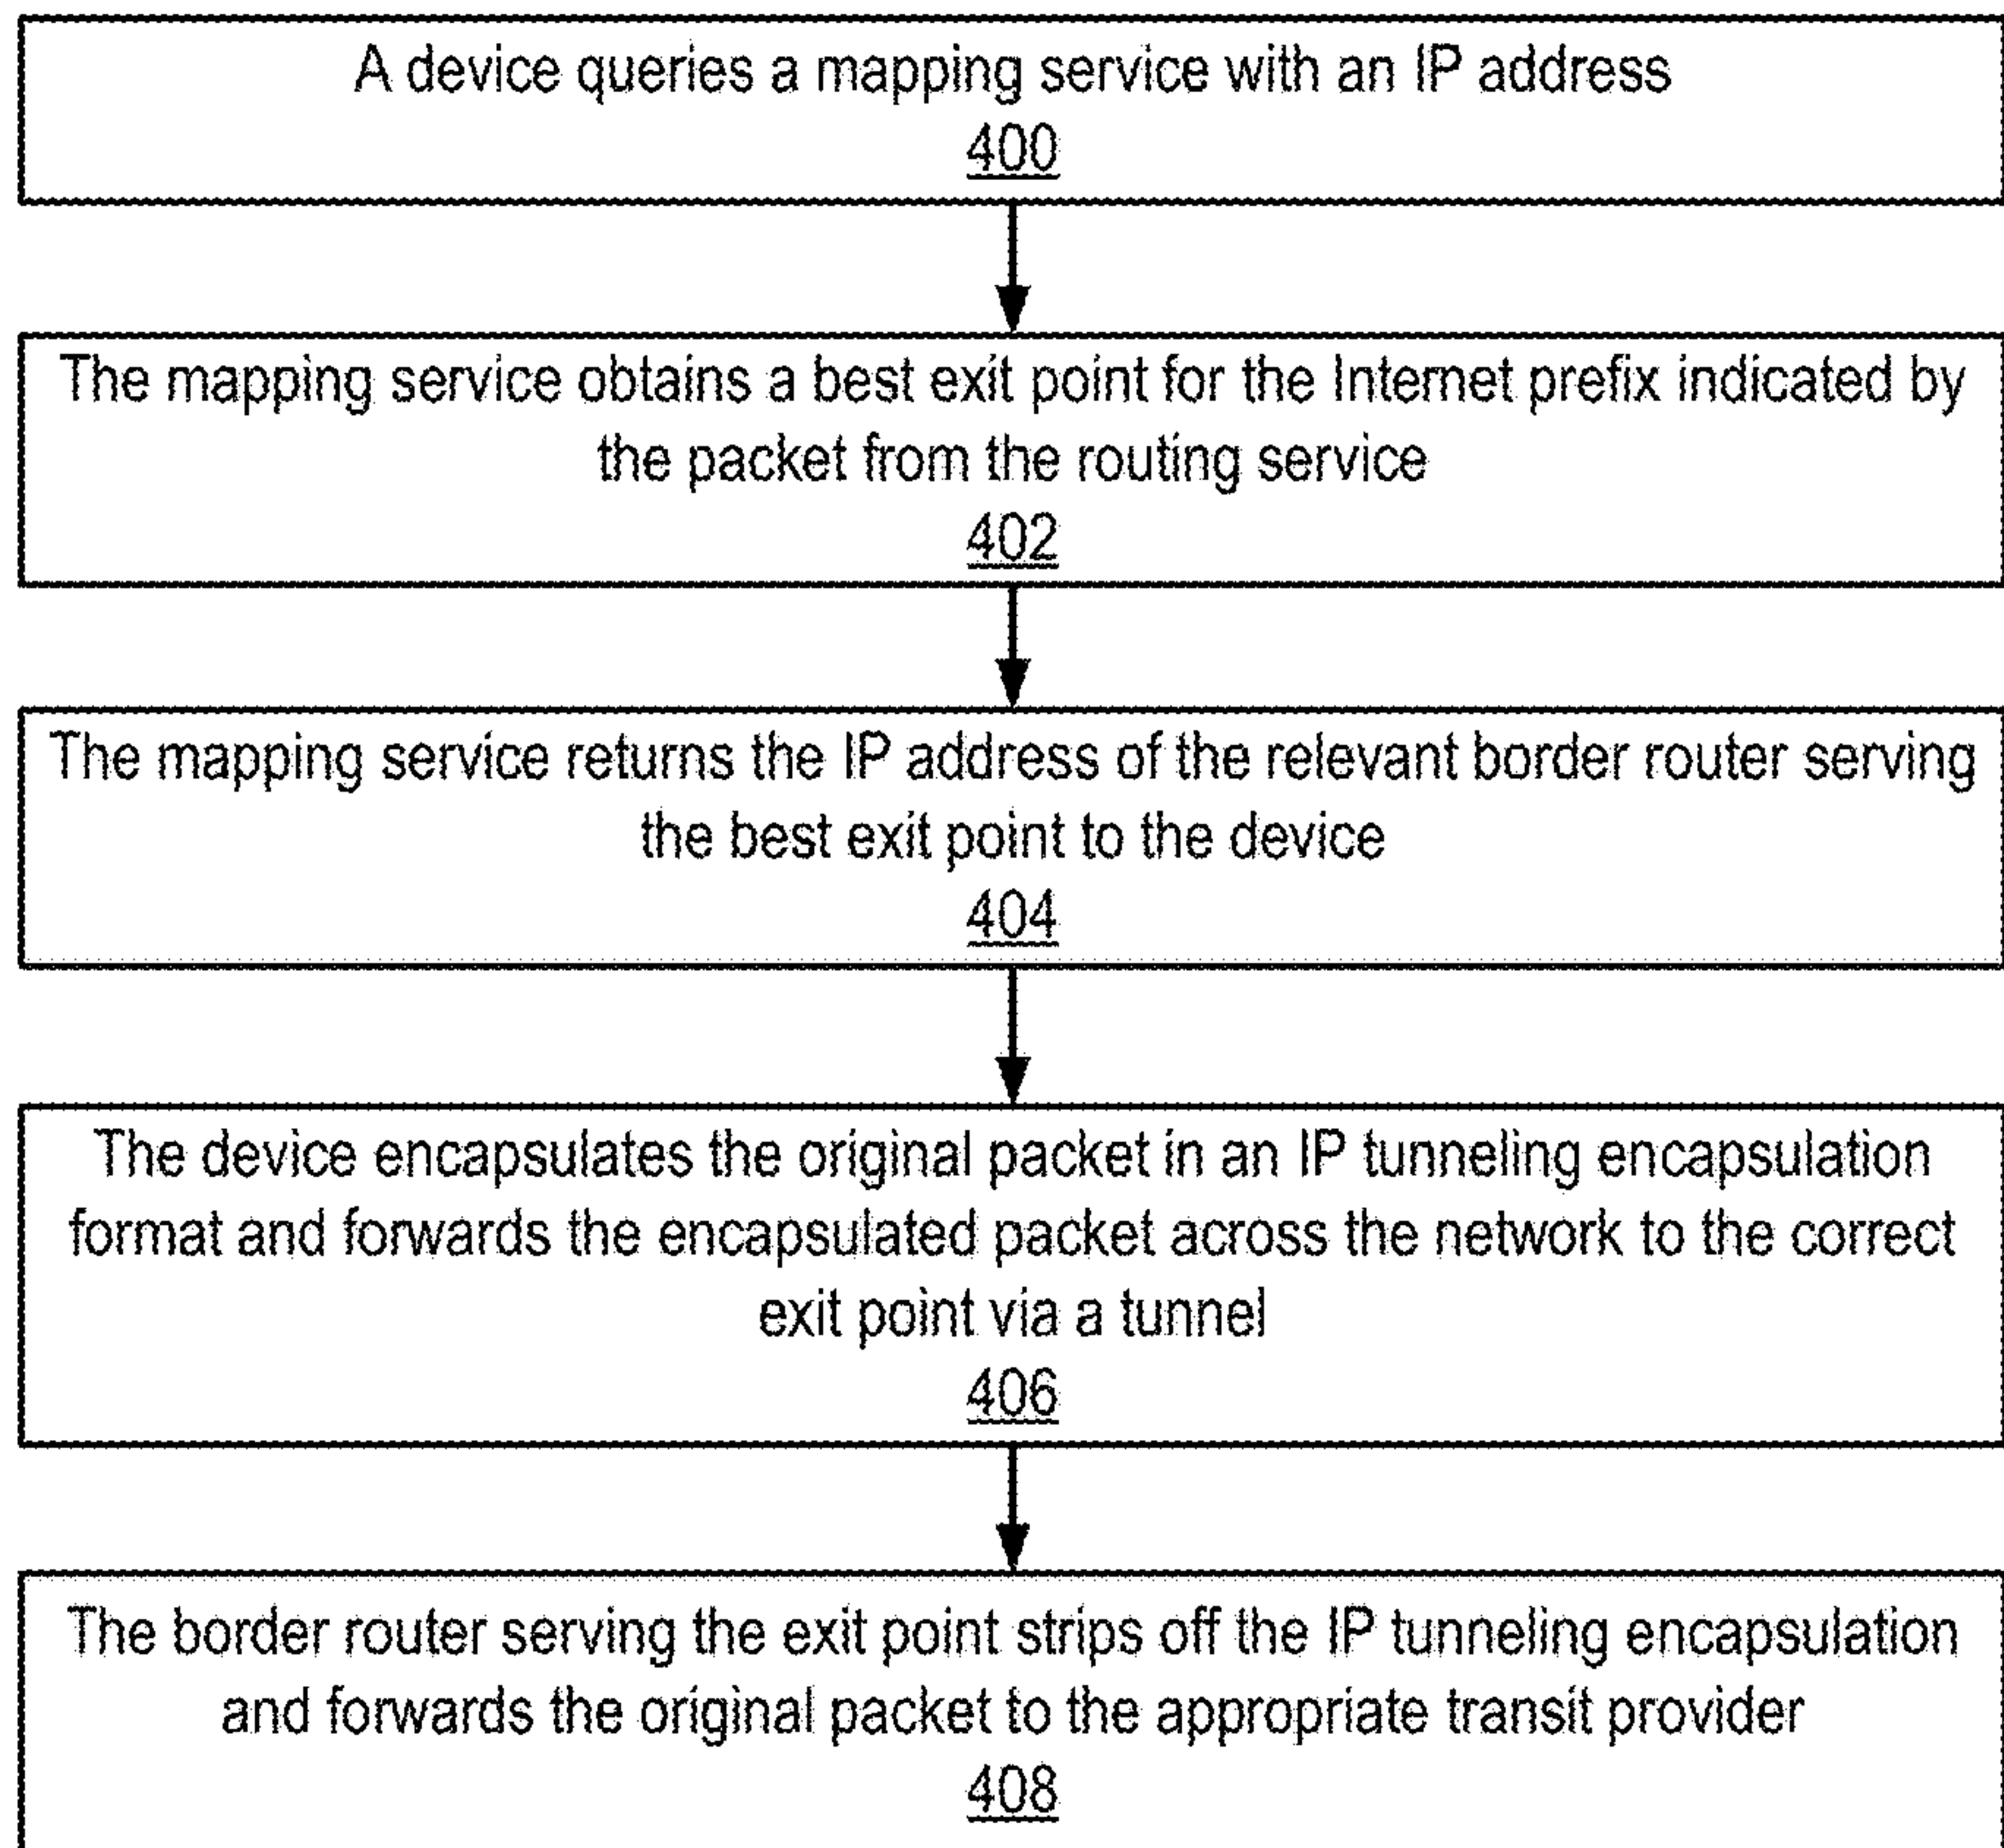 A device queries a mapping service with an IP address
400
The mapping service obtains a best exit point for the Internet prefix indicated by
the packet from the routing service
402
The mapping service returns the IP address of the relevant border router serving
the best exit point to the device
404
The device encapsulates the original packet in an IP tunneling encapsulation
format and forwards the encapsulated packet across the network to the correct
exit point via a tunnel
406
The border router serving the exit point strips off the IP tunneling encapsulation
and forwards the original packet to the appropriate transit provider
408